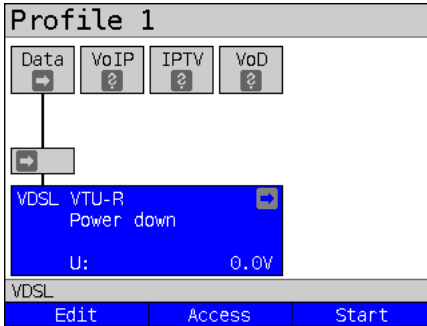 Profile 1
Data VoIP IPTV VoD
? ? ?
VDSL VTU-R
Power down
U: 0.0V
VDSL
Edit Access Start